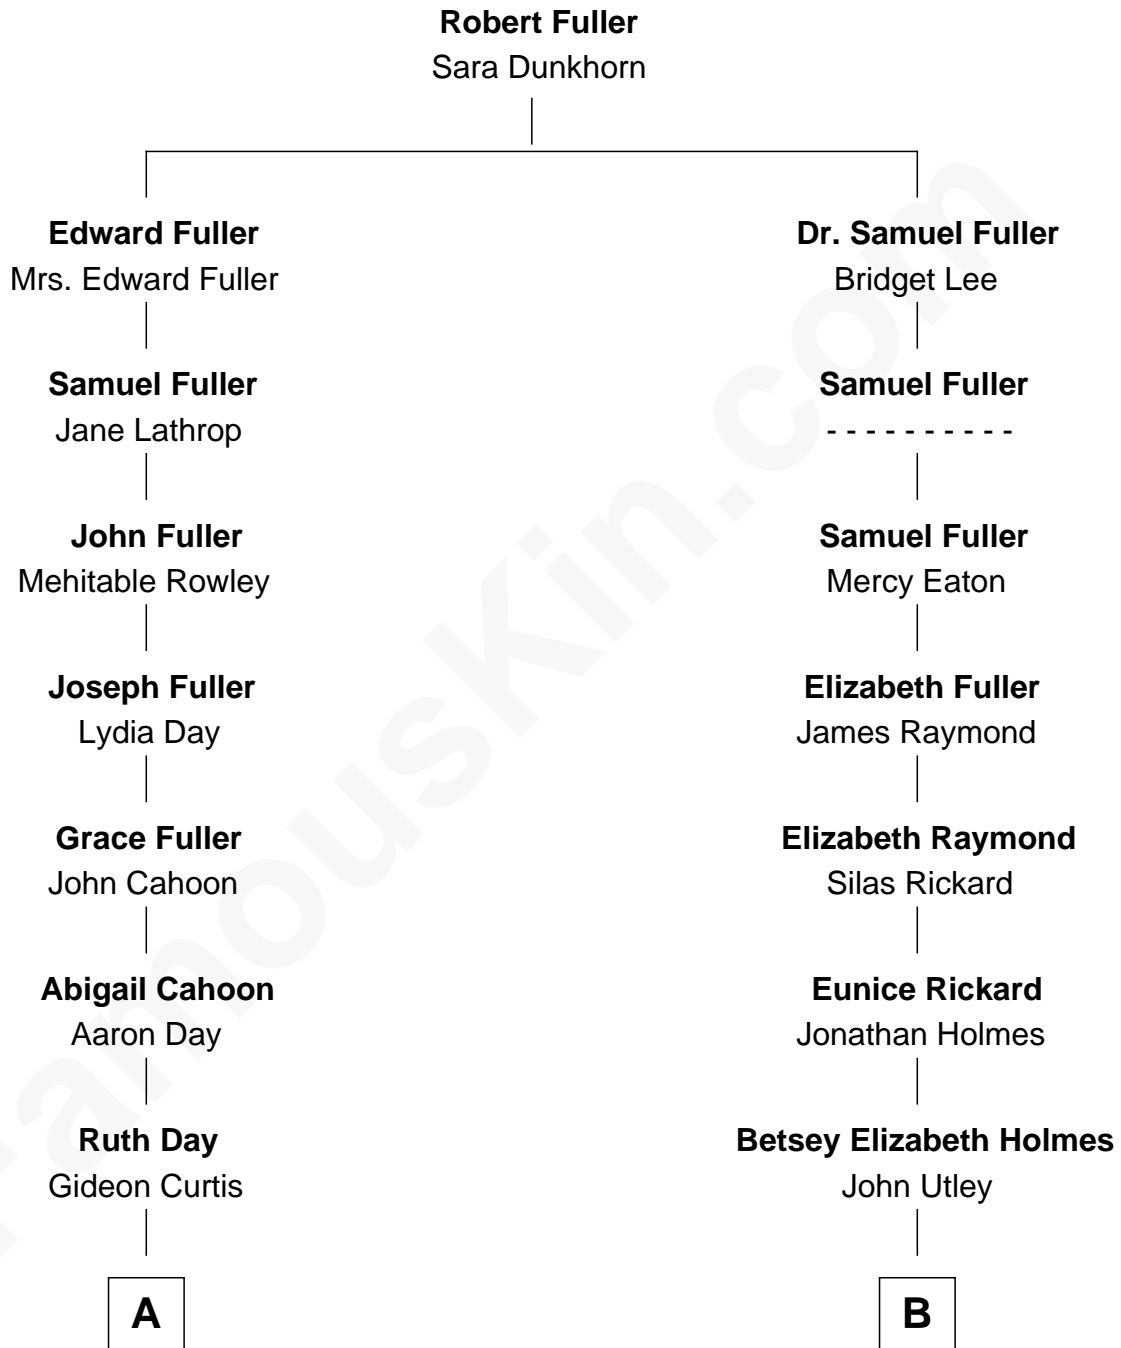 Robert Fuller
Sara Dunkhorn
Edward Fuller
Mrs. Edward Fuller
Dr. Samuel Fuller
Bridget Lee
Samuel Fuller
Jane Lathrop
Samuel Fuller
- - - - - - - - - -
John Fuller
Mehitable Rowley
Samuel Fuller
Mercy Eaton
Joseph Fuller
Lydia Day
Elizabeth Fuller
James Raymond
Grace Fuller
John Cahoon
Elizabeth Raymond
Silas Rickard
Abigail Cahoon
Aaron Day
Eunice Rickard
Jonathan Holmes
Ruth Day
Gideon Curtis
Betsey Elizabeth Holmes
John Utley
A
B
FamousKin.com